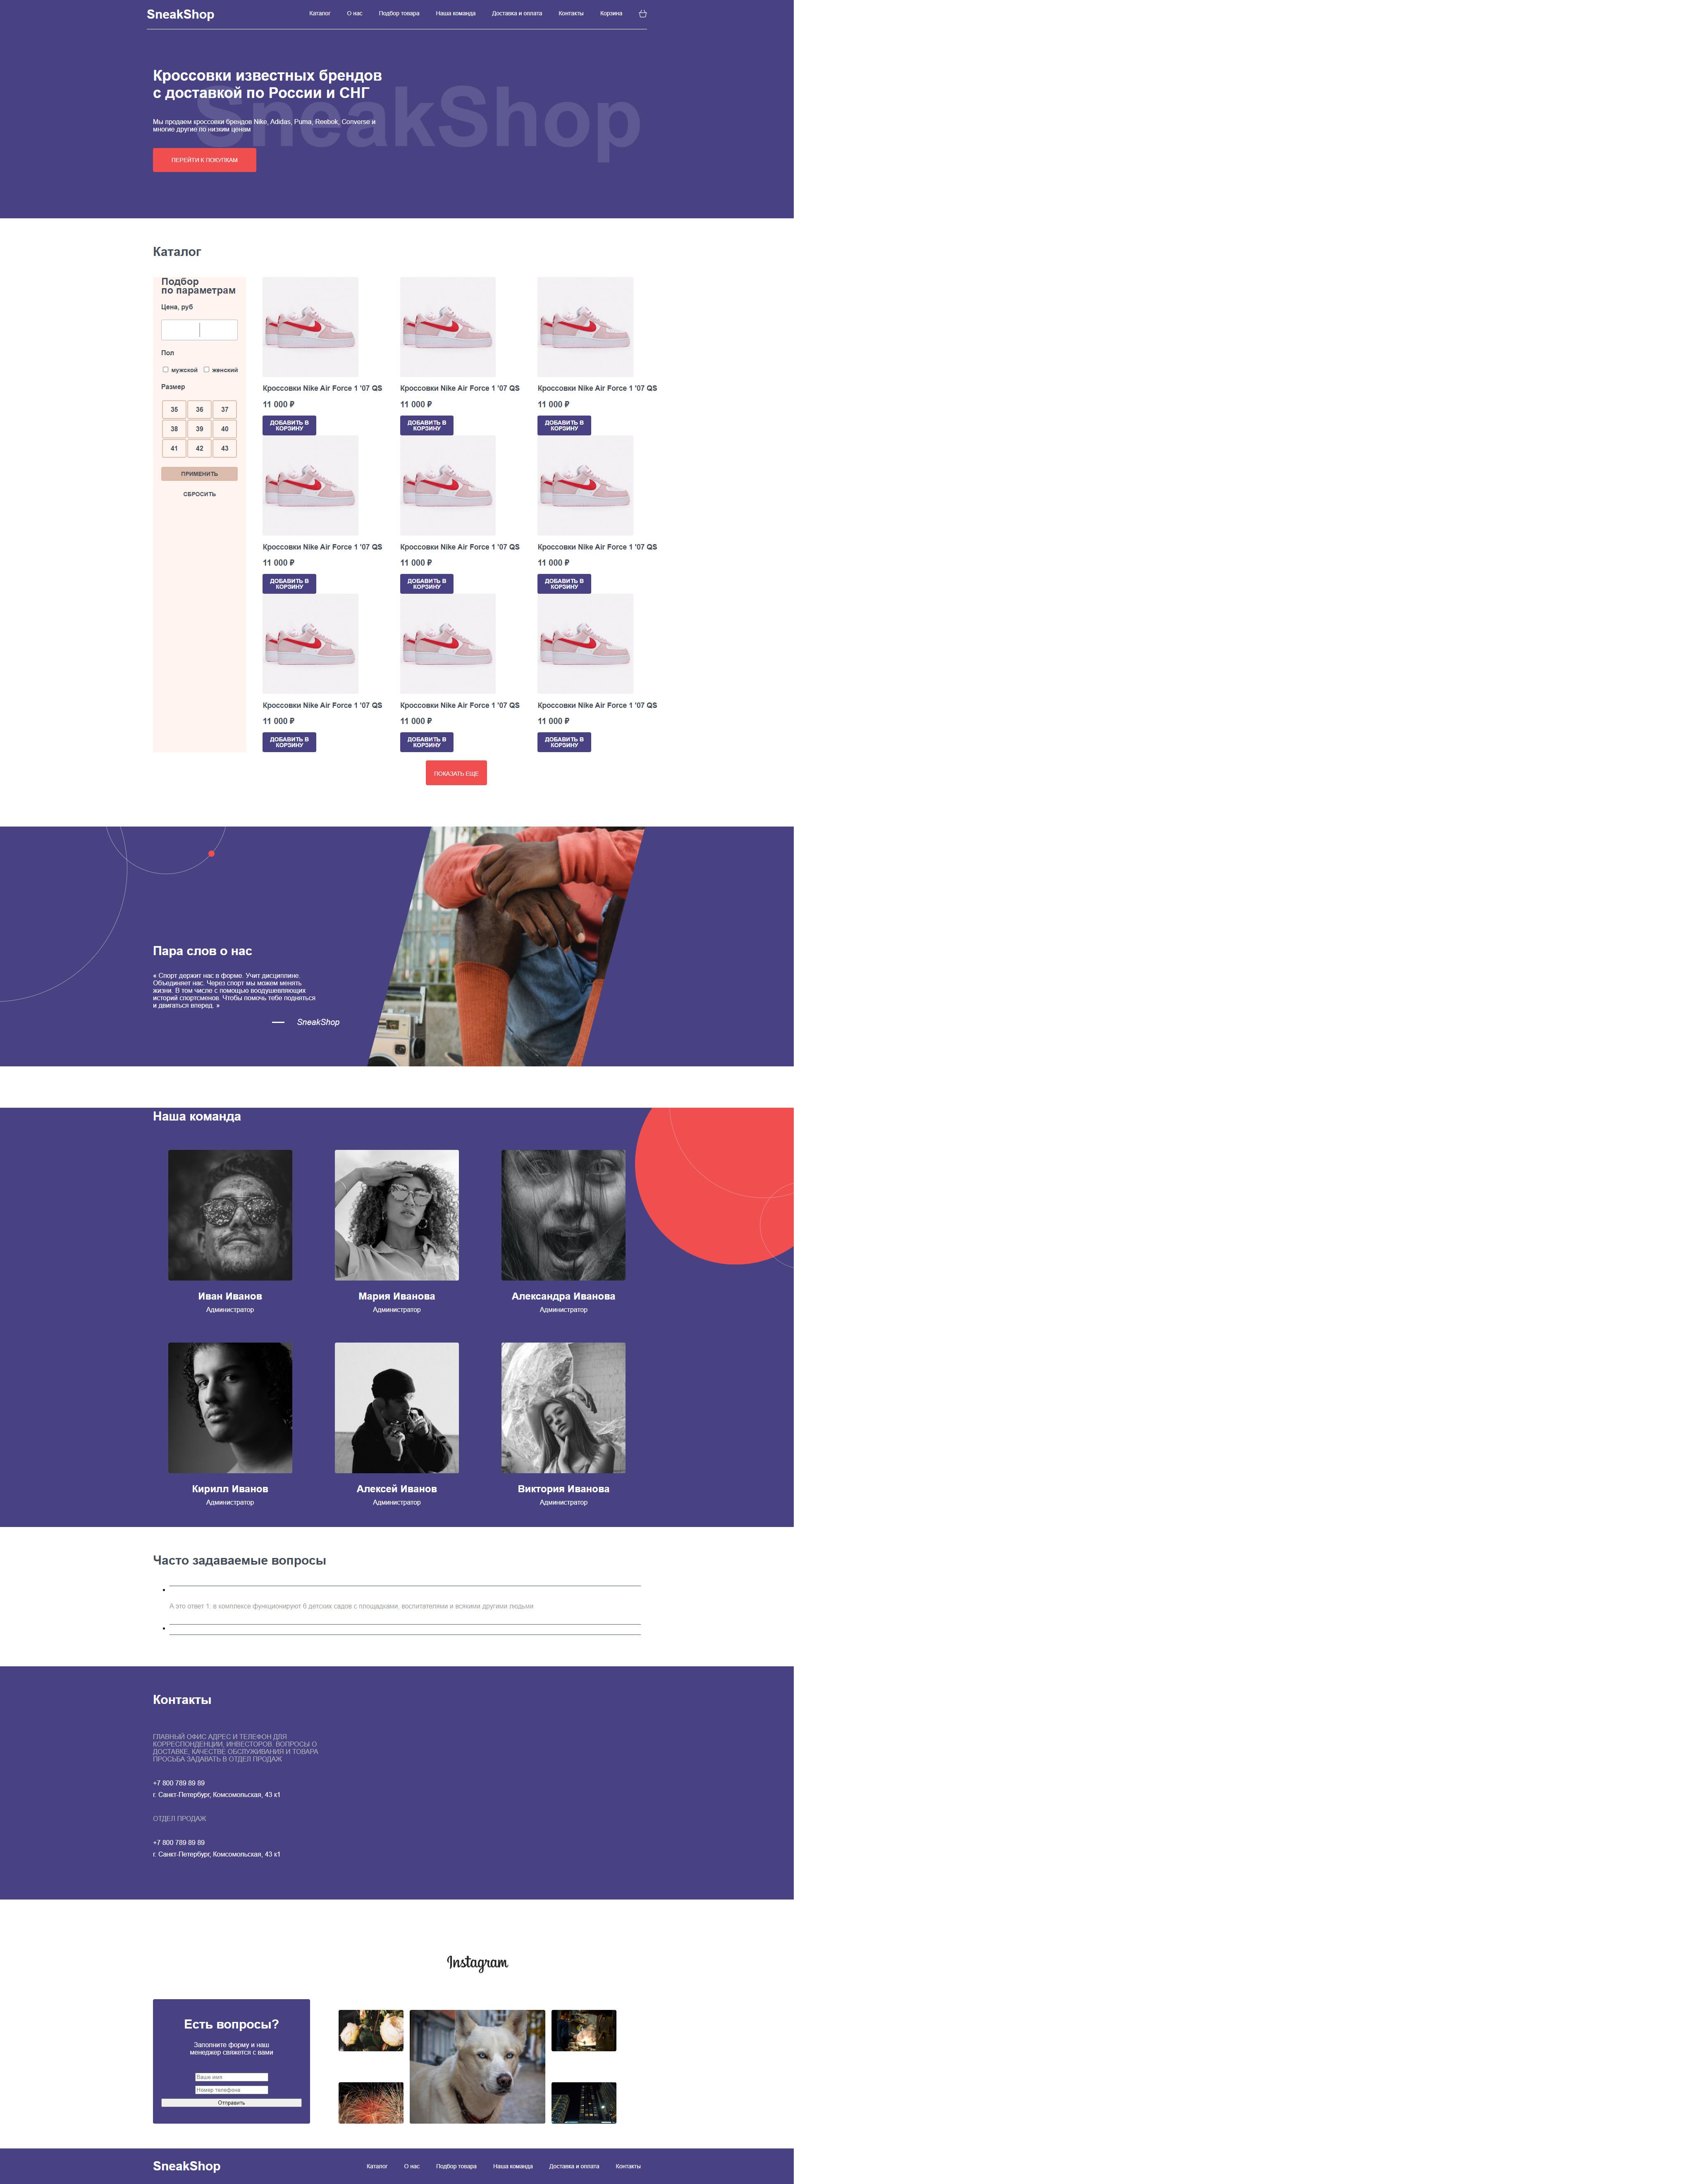 SneakShop
Каталог
О нас
Подбор товара
Наша команда
Доставка и оплата
Контакты
Корзина
SneakShop
Кроссовки известных брендов
с доставкой по России и СНГ
Мы продаем кроссовки брендов Nike, Adidas, Puma, Reebok, Converse и
многие другие по низким ценам
ПЕРЕЙТИ К ПОКУПКАМ
Каталог
Подбор
по параметрам
Цена, руб
Пол
мужской
женский
Размер
35 36 37
38 39 40
41 42 43
ПРИМЕНИТЬ
СБРОСИТЬ
Кроссовки Nike Air Force 1 '07 QS
11 000 ₽
ДОБАВИТЬ В
КОРЗИНУ
Кроссовки Nike Air Force 1 '07 QS
11 000 ₽
ДОБАВИТЬ В
КОРЗИНУ
Кроссовки Nike Air Force 1 '07 QS
11 000 ₽
ДОБАВИТЬ В
КОРЗИНУ
Кроссовки Nike Air Force 1 '07 QS
11 000 ₽
ДОБАВИТЬ В
КОРЗИНУ
Кроссовки Nike Air Force 1 '07 QS
11 000 ₽
ДОБАВИТЬ В
КОРЗИНУ
Кроссовки Nike Air Force 1 '07 QS
11 000 ₽
ДОБАВИТЬ В
КОРЗИНУ
Кроссовки Nike Air Force 1 '07 QS
11 000 ₽
ДОБАВИТЬ В
КОРЗИНУ
Кроссовки Nike Air Force 1 '07 QS
11 000 ₽
ДОБАВИТЬ В
КОРЗИНУ
Кроссовки Nike Air Force 1 '07 QS
11 000 ₽
ДОБАВИТЬ В
КОРЗИНУ
ПОКАЗАТЬ ЕЩЕ
Пара слов о нас
« Спорт держит нас в форме. Учит дисциплине.
Объединяет нас. Через спорт мы можем менять
жизни. В том числе с помощью воодушевляющих
историй спортсменов. Чтобы помочь тебе подняться
и двигаться вперед. »
SneakShop
Наша команда
Иван Иванов
Администратор
Мария Иванова
Администратор
Александра Иванова
Администратор
Кирилл Иванов
Администратор
Алексей Иванов
Администратор
Виктория Иванова
Администратор
Часто задаваемые вопросы
А это ответ 1. в комплексе функционируют 6 детских садов с площадками, воспитателями и всякими другими людьми
Контакты
ГЛАВНЫЙ ОФИС АДРЕС И ТЕЛЕФОН ДЛЯ
КОРРЕСПОНДЕНЦИИ, ИНВЕСТОРОВ. ВОПРОСЫ О
ДОСТАВКЕ, КАЧЕСТВЕ ОБСЛУЖИВАНИЯ И ТОВАРА
ПРОСЬБА ЗАДАВАТЬ В ОТДЕЛ ПРОДАЖ
+7 800 789 89 89
г. Санкт-Петербург, Комсомольская, 43 к1
ОТДЕЛ ПРОДАЖ
+7 800 789 89 89
г. Санкт-Петербург, Комсомольская, 43 к1
Instagram
Есть вопросы?
Заполните форму и наш
менеджер свяжется с вами
Ваше имя
Номер телефона
Отправить
SneakShop
Каталог
О нас
Подбор товара
Наша команда
Доставка и оплата
Контакты